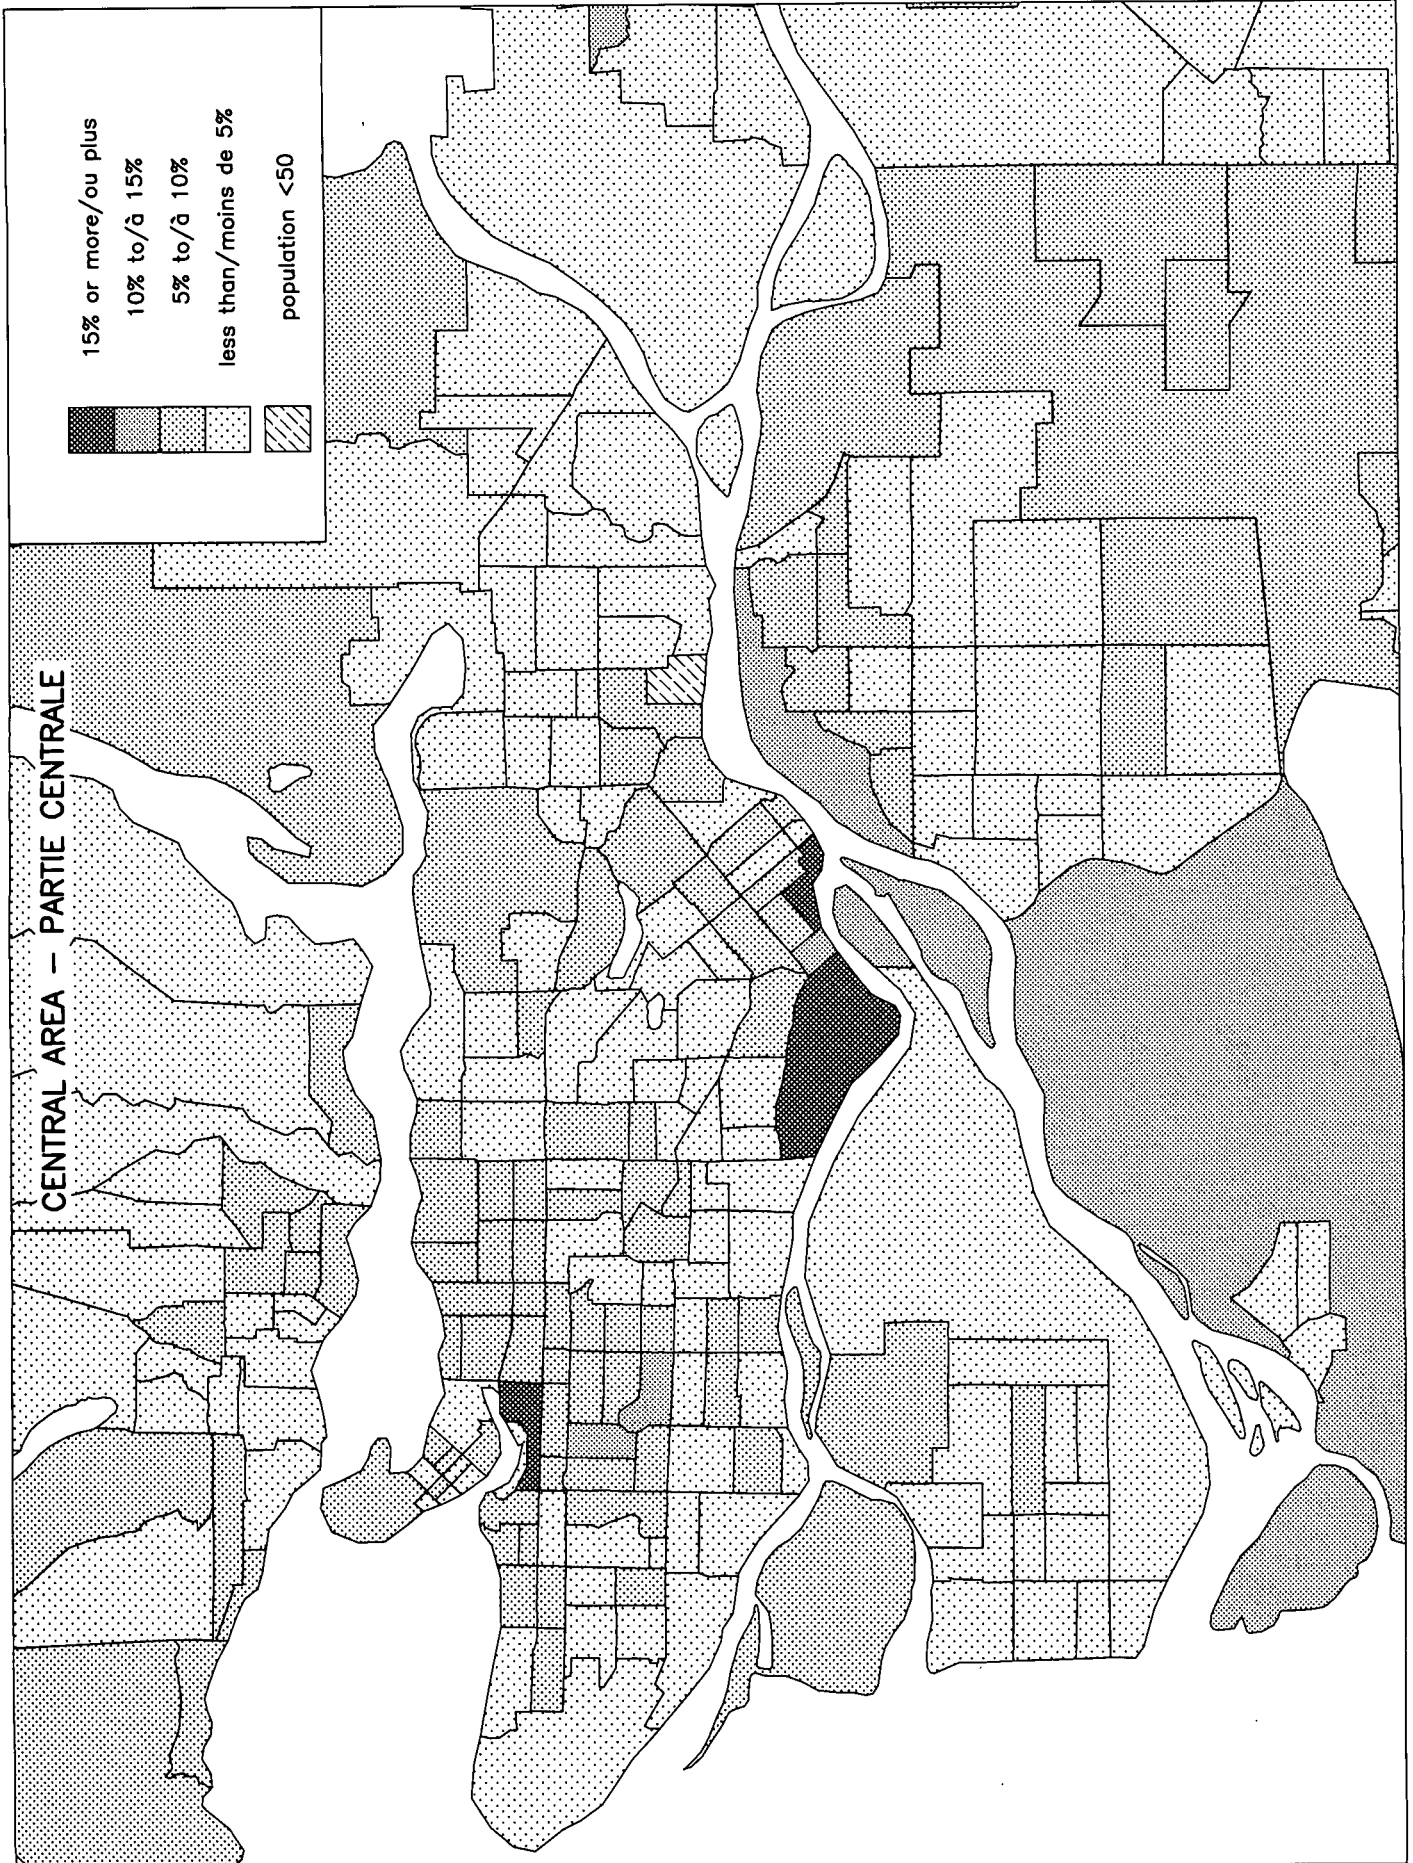 CENTRAL AREA – PARTIE CENTRALE
15% or more/ou plus
10% to/à 15%
5% to/à 10%
less than/moins de 5%
population <50